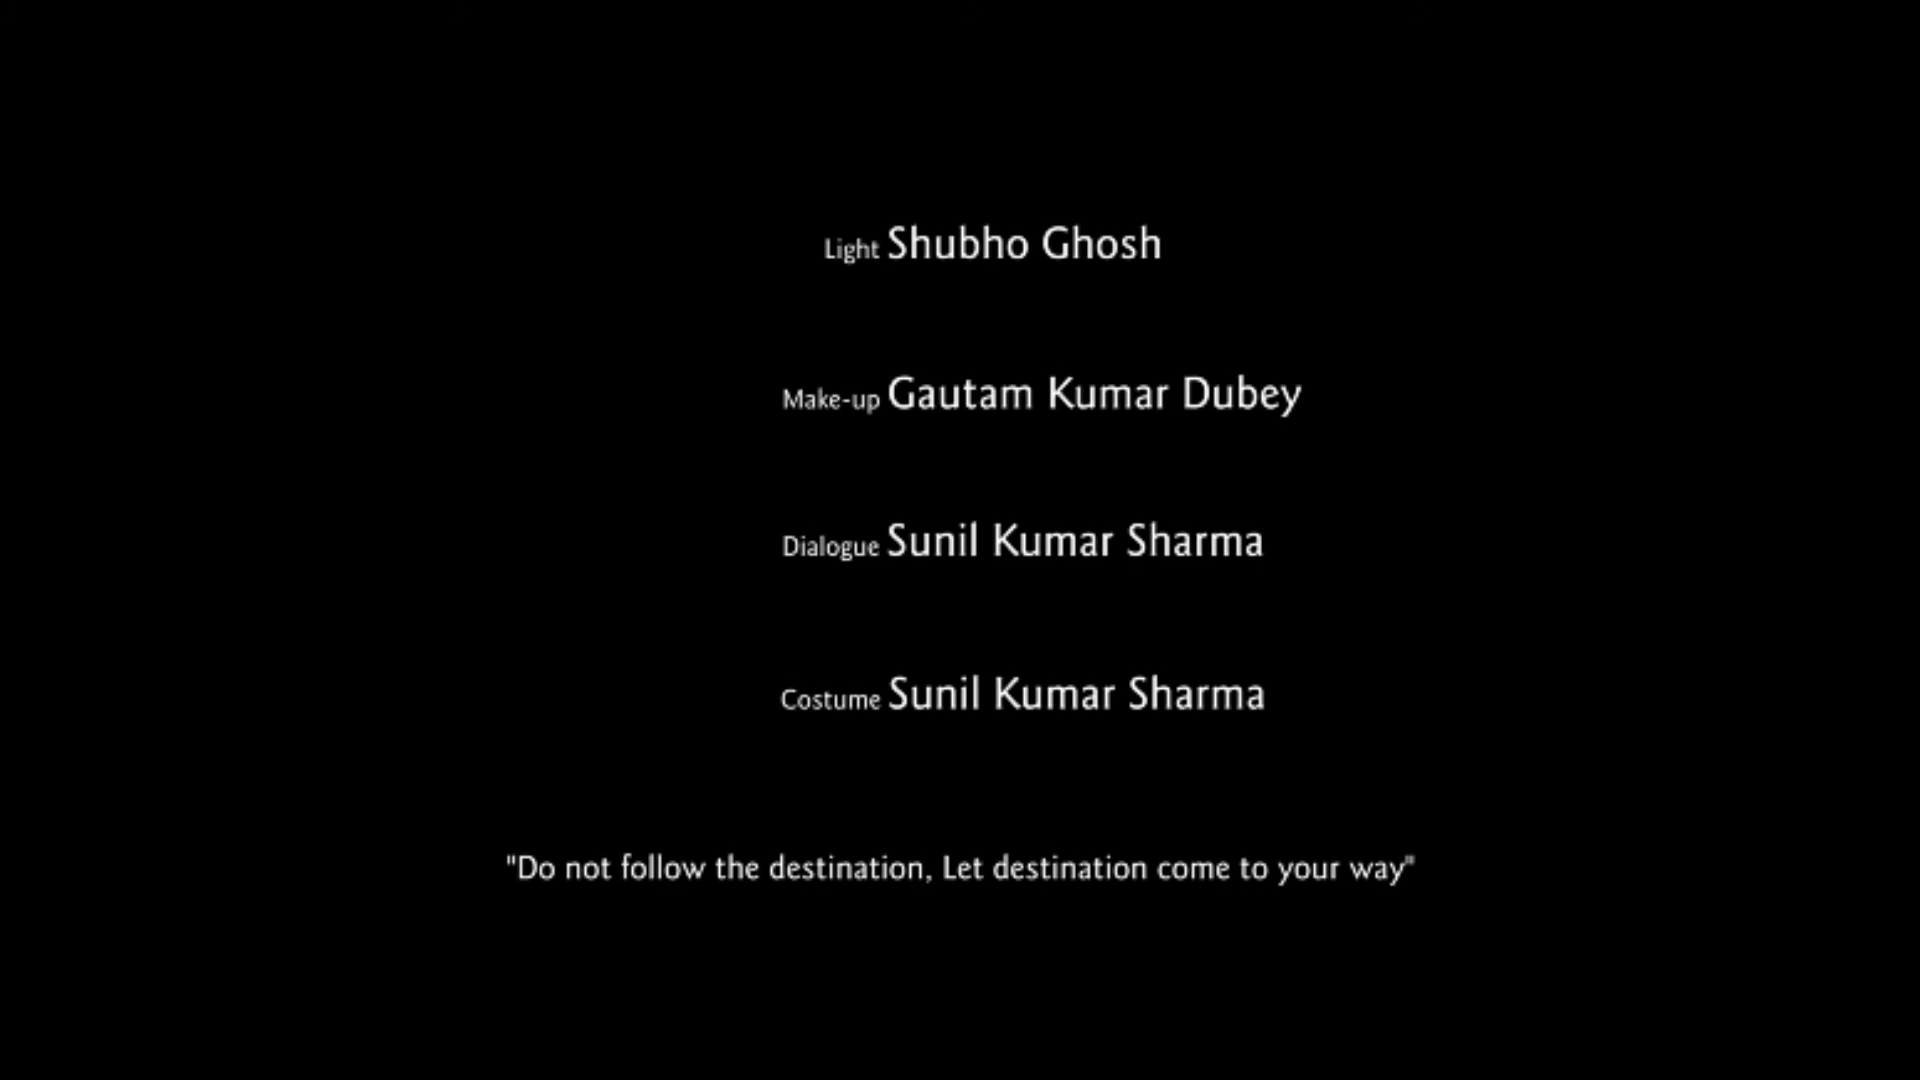 Light Shubho Ghosh
Make-up Gautam Kumar Dubey
Dialogue Sunil Kumar Sharma
Costume Sunil Kumar Sharma
"Do not follow the destination, Let destination come to your way"